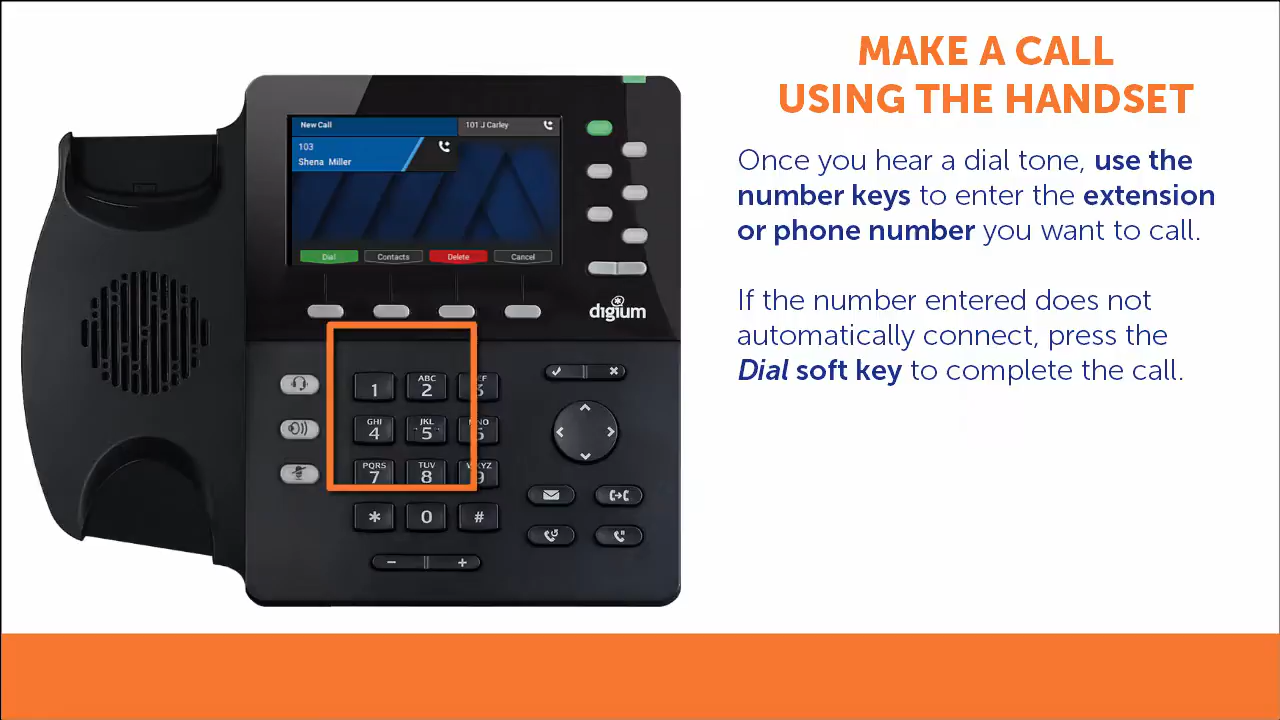 MAKE A CALL
USING THE HANDSET
Once you hear a dial tone, use the
number keys to enter the extension
or phone number you want to call.
If the number entered does not
automatically connect, press the
Dial soft key to complete the call.
New Call
101 J Carley
103
Shena Miller
Dial Contacts Delete Cancel
digium
1 ABC 2
GHI 4 JKL 5
PQRS 7 TUV 8 9
* 0 #
- +